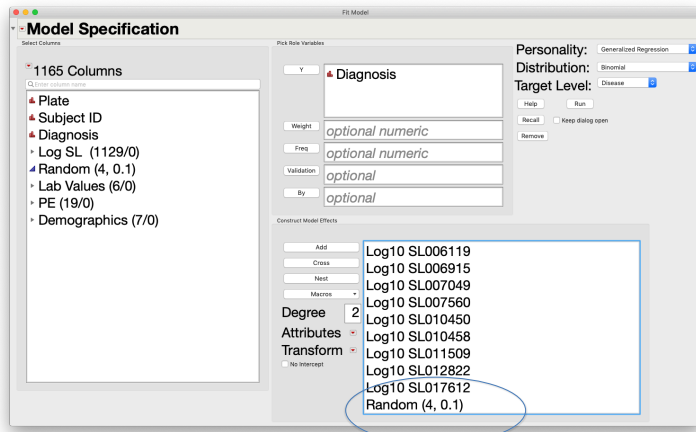 Fit Model
Model Specification
Select Columns
1165 Columns
Enter column name
Plate
Subject ID
Diagnosis
Log SL (1129/0)
Random (4, 0.1)
Lab Values (6/0)
PE (19/0)
Demographics (7/0)
Pick Role Variables
Y
Diagnosis
Weight
optional numeric
Freq
optional numeric
Validation
optional
By
optional
Personality: Generalized Regression
Distribution: Binomial
Target Level: Disease
Help Run
Recall Keep dialog open
Remove
Construct Model Effects
Add
Cross
Nest
Macros
Degree 2
Attributes
Transform
No Intercept
Log10 SL006119
Log10 SL006915
Log10 SL007049
Log10 SL007560
Log10 SL010450
Log10 SL010458
Log10 SL011509
Log10 SL012822
Log10 SL017612
Random (4, 0.1)